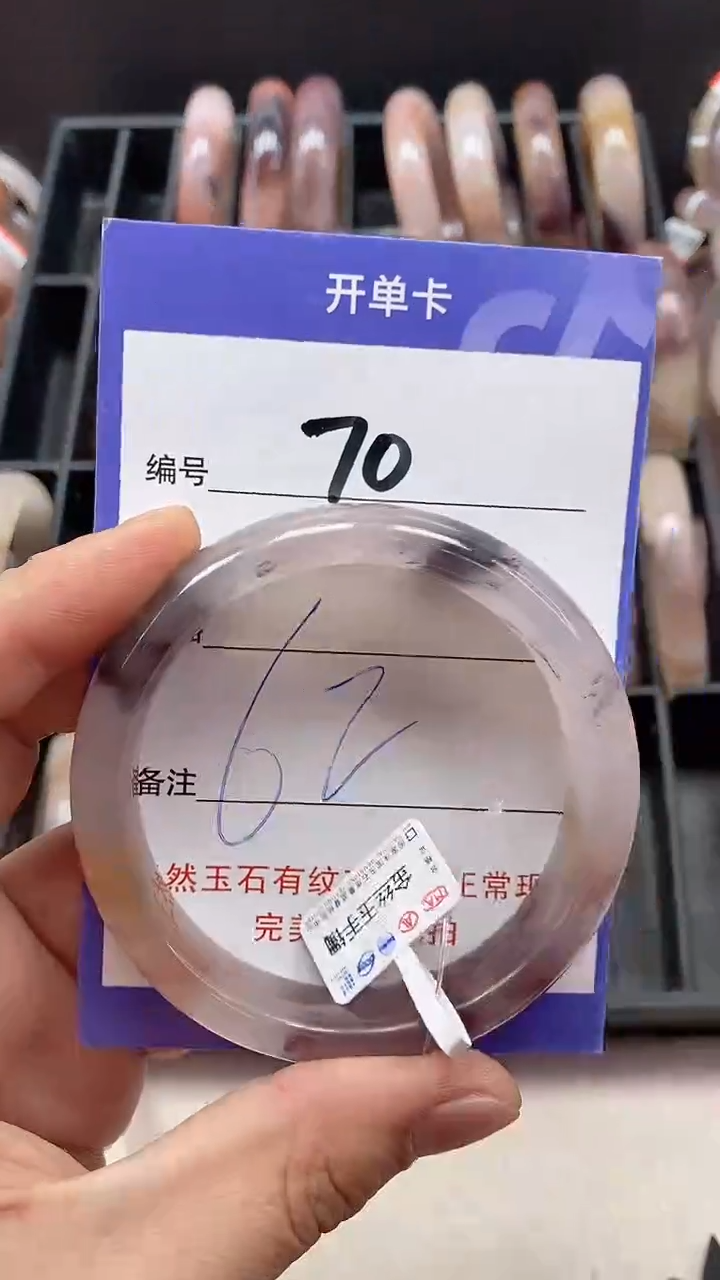 开单卡
编号 70
62
备注
然玉石有纹 正常现
完美 拍
金丝玉手镯